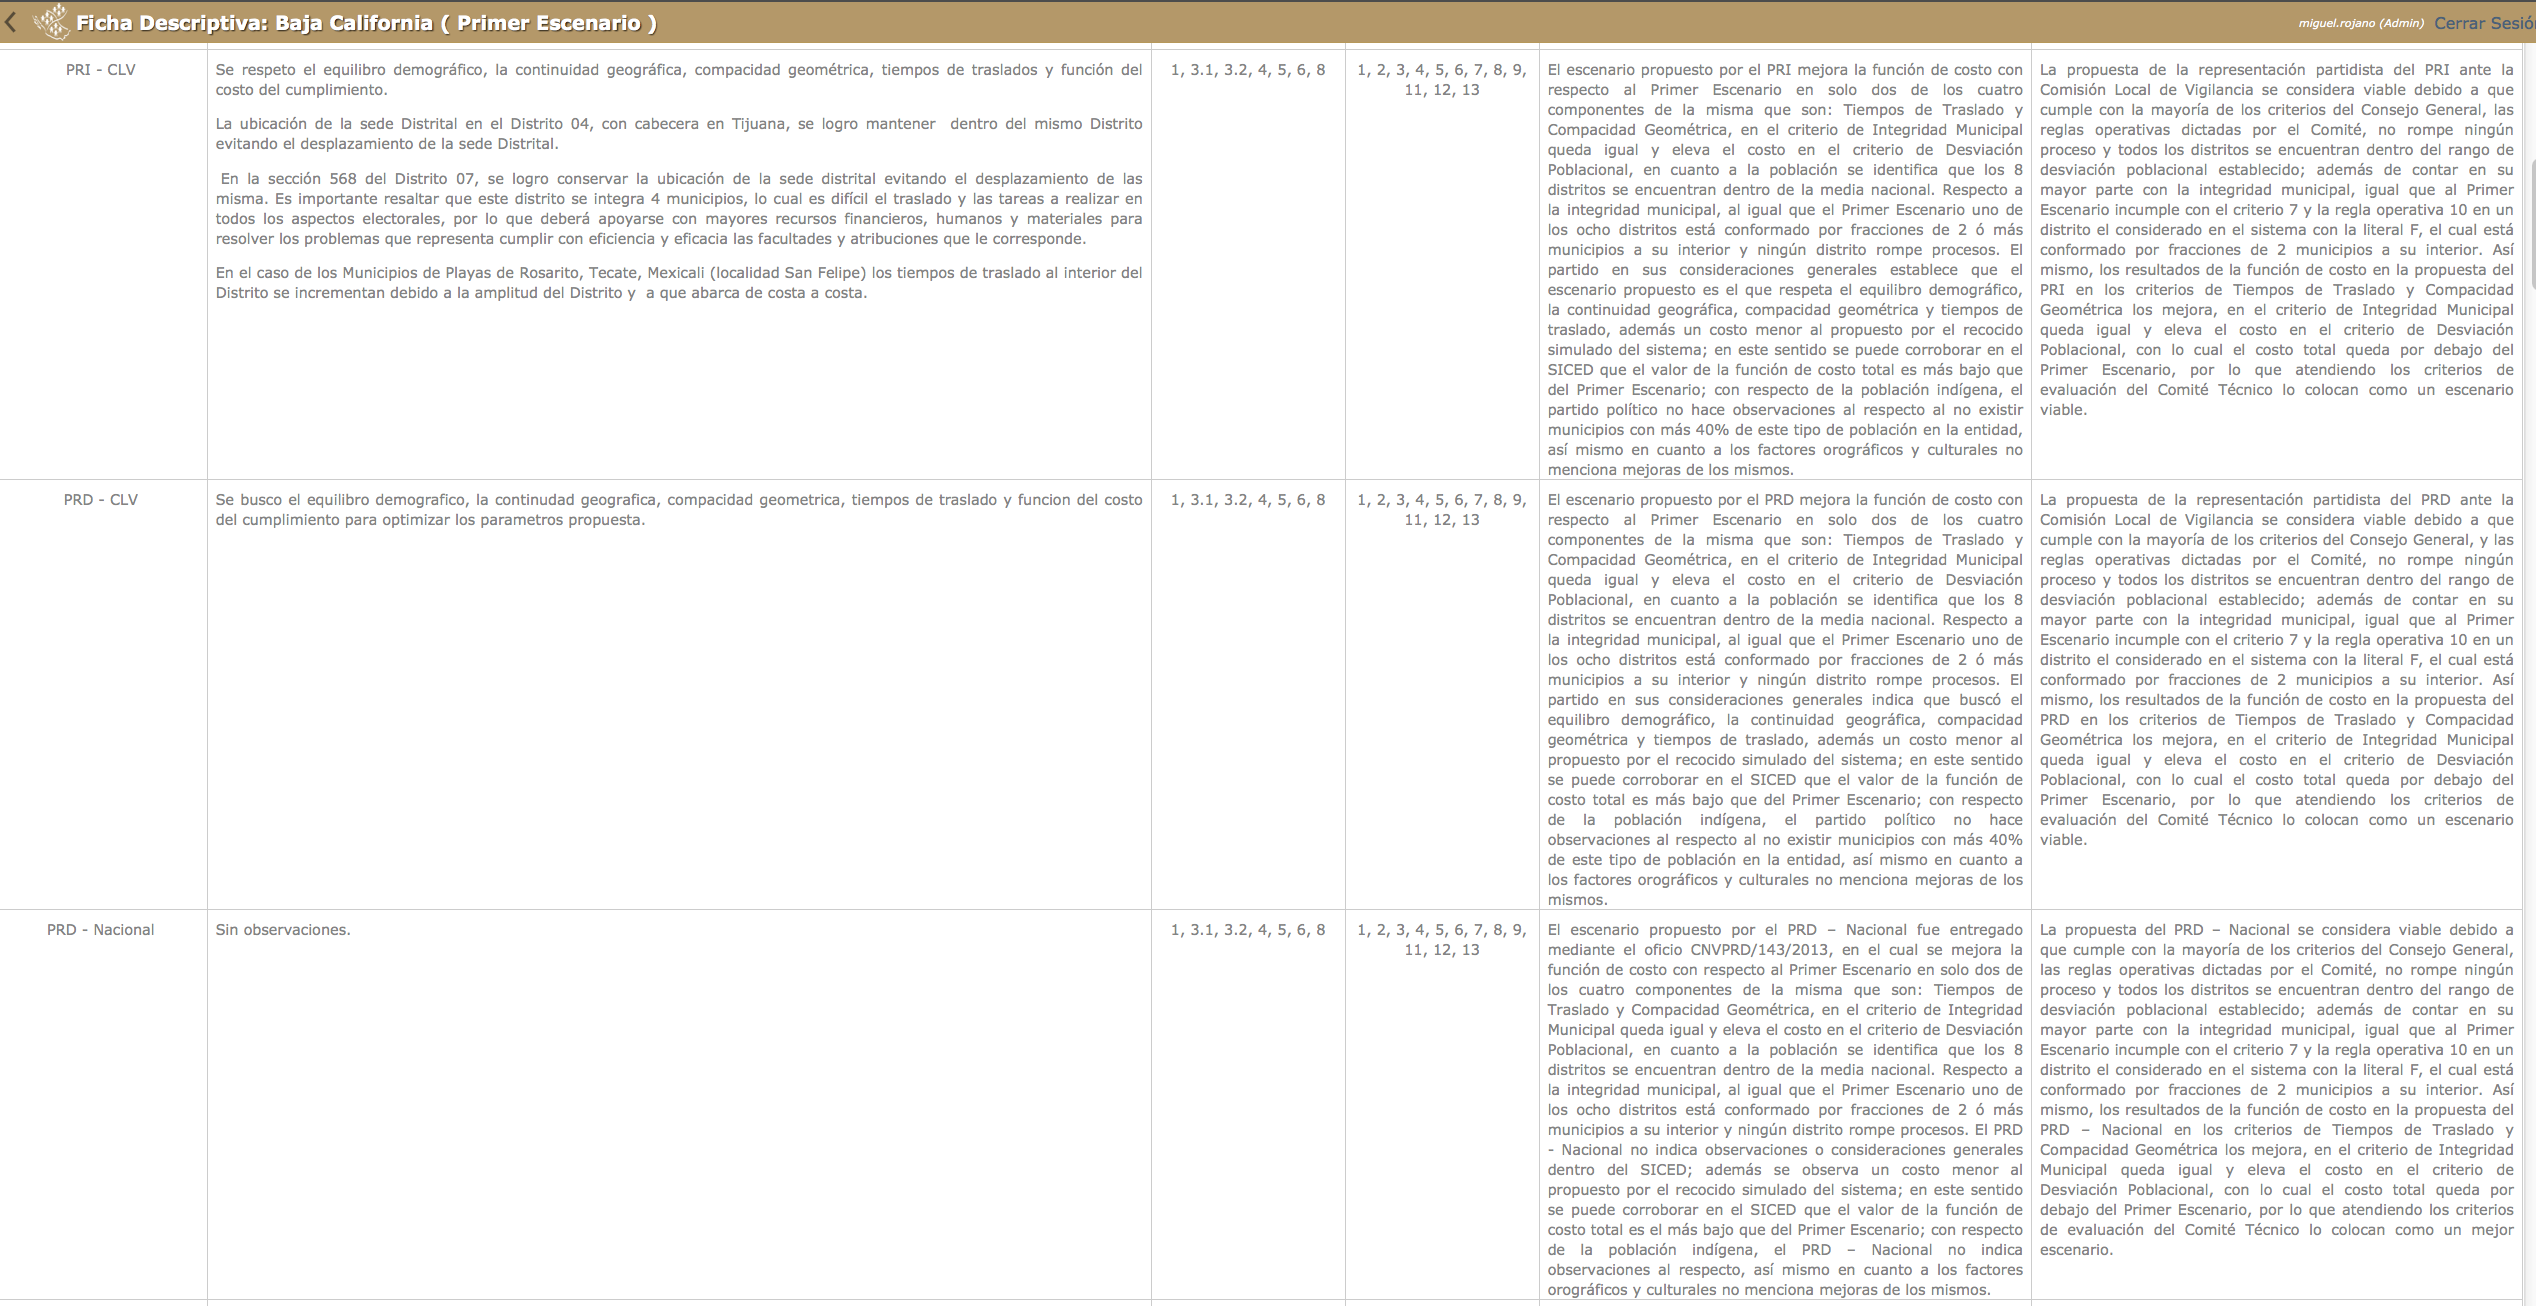 Ficha Descriptiva: Baja California ( Primer Escenario )
miguel.rojano (Admin) Cerrar Sesió
PRI - CLV
Se respeto el equilibro demográfico, la continuidad geográfica, compacidad geométrica, tiempos de traslados y función del
costo del cumplimiento.
La ubicación de la sede Distrital en el Distrito 04, con cabecera en Tijuana, se logro mantener dentro del mismo Distrito
evitando el desplazamiento de la sede Distrital.
En la sección 568 del Distrito 07, se logro conservar la ubicación de la sede distrital evitando el desplazamiento de las
misma. Es importante resaltar que este distrito se integra 4 municipios, lo cual es difícil el traslado y las tareas a realizar en
todos los aspectos electorales, por lo que deberá apoyarse con mayores recursos financieros, humanos y materiales para
resolver los problemas que representa cumplir con eficiencia y eficacia las facultades y atribuciones que le corresponde.
En el caso de los Municipios de Playas de Rosarito, Tecate, Mexicali (localidad San Felipe) los tiempos de traslado al interior del
Distrito se incrementan debido a la amplitud del Distrito y a que abarca de costa a costa.
1, 3.1, 3.2, 4, 5, 6, 8
1, 2, 3, 4, 5, 6, 7, 8, 9,
11, 12, 13
El escenario propuesto por el PRI mejora la función de costo con
respecto al Primer Escenario en solo dos de los cuatro
componentes de la misma que son: Tiempos de Traslado y
Compacidad Geométrica, en el criterio de Integridad Municipal
queda igual y eleva el costo en el criterio de Desviación
Poblacional, en cuanto a la población se identifica que los 8
distritos se encuentran dentro de la media nacional. Respecto a
la integridad municipal, al igual que el Primer Escenario uno de
los ocho distritos está conformado por fracciones de 2 ó más
municipios a su interior y ningún distrito rompe procesos. El
partido en sus consideraciones generales establece que el
escenario propuesto es el que respeta el equilibro demográfico,
la continuidad geográfica, compacidad geométrica y tiempos de
traslado, además un costo menor al propuesto por el recocido
simulado del sistema; en este sentido se puede corroborar en el
SICED que el valor de la función de costo total es más bajo que
del Primer Escenario; con respecto de la población indígena, el
partido político no hace observaciones al respecto al no existir
municipios con más 40% de este tipo de población en la entidad,
así mismo en cuanto a los factores orográficos y culturales no
menciona mejoras de los mismos.
La propuesta de la representación partidista del PRI ante la
Comisión Local de Vigilancia se considera viable debido a que
cumple con la mayoría de los criterios del Consejo General, las
reglas operativas dictadas por el Comité, no rompe ningún
proceso y todos los distritos se encuentran dentro del rango de
desviación poblacional establecido; además de contar en su
mayor parte con la integridad municipal, igual que al Primer
Escenario incumple con el criterio 7 y la regla operativa 10 en un
distrito el considerado en el sistema con la literal F, el cual está
conformado por fracciones de 2 municipios a su interior. Así
mismo, los resultados de la función de costo en la propuesta del
PRI en los criterios de Tiempos de Traslado y Compacidad
Geométrica los mejora, en el criterio de Integridad Municipal
queda igual y eleva el costo en el criterio de Desviación
Poblacional, con lo cual el costo total queda por debajo del
Primer Escenario, por lo que atendiendo los criterios de
evaluación del Comité Técnico lo colocan como un escenario
viable.
PRD - CLV
Se busco el equilibro demografico, la continudad geografica, compacidad geometrica, tiempos de traslado y funcion del costo
del cumplimiento para optimizar los parametros propuesta.
1, 3.1, 3.2, 4, 5, 6, 8
1, 2, 3, 4, 5, 6, 7, 8, 9,
11, 12, 13
El escenario propuesto por el PRD mejora la función de costo con
respecto al Primer Escenario en solo dos de los cuatro
componentes de la misma que son: Tiempos de Traslado y
Compacidad Geométrica, en el criterio de Integridad Municipal
queda igual y eleva el costo en el criterio de Desviación
Poblacional, en cuanto a la población se identifica que los 8
distritos se encuentran dentro de la media nacional. Respecto a
la integridad municipal, al igual que el Primer Escenario uno de
los ocho distritos está conformado por fracciones de 2 ó más
municipios a su interior y ningún distrito rompe procesos. El
partido en sus consideraciones generales indica que buscó el
equilibro demográfico, la continuidad geográfica, compacidad
geométrica y tiempos de traslado, además un costo menor al
propuesto por el recocido simulado del sistema; en este sentido
se puede corroborar en el SICED que el valor de la función de
costo total es más bajo que del Primer Escenario; con respecto
de la población indígena, el partido político no hace
observaciones al respecto al no existir municipios con más 40%
de este tipo de población en la entidad, así mismo en cuanto a
los factores orográficos y culturales no menciona mejoras de los
mismos.
La propuesta de la representación partidista del PRD ante la
Comisión Local de Vigilancia se considera viable debido a que
cumple con la mayoría de los criterios del Consejo General, y las
reglas operativas dictadas por el Comité, no rompe ningún
proceso y todos los distritos se encuentran dentro del rango de
desviación poblacional establecido; además de contar en su
mayor parte con la integridad municipal, igual que al Primer
Escenario incumple con el criterio 7 y la regla operativa 10 en un
distrito el considerado en el sistema con la literal F, el cual está
conformado por fracciones de 2 municipios a su interior. Así
mismo, los resultados de la función de costo en la propuesta del
PRD en los criterios de Tiempos de Traslado y Compacidad
Geométrica los mejora, en el criterio de Integridad Municipal
queda igual y eleva el costo en el criterio de Desviación
Poblacional, con lo cual el costo total queda por debajo del
Primer Escenario, por lo que atendiendo los criterios de
evaluación del Comité Técnico lo colocan como un escenario
viable.
PRD - Nacional
Sin observaciones.
1, 3.1, 3.2, 4, 5, 6, 8
1, 2, 3, 4, 5, 6, 7, 8, 9,
11, 12, 13
El escenario propuesto por el PRD – Nacional fue entregado
mediante el oficio CNVPRD/143/2013, en el cual se mejora la
función de costo con respecto al Primer Escenario en solo dos de
los cuatro componentes de la misma que son: Tiempos de
Traslado y Compacidad Geométrica, en el criterio de Integridad
Municipal queda igual y eleva el costo en el criterio de Desviación
Poblacional, en cuanto a la población se identifica que los 8
distritos se encuentran dentro de la media nacional. Respecto a
la integridad municipal, al igual que el Primer Escenario uno de
los ocho distritos está conformado por fracciones de 2 ó más
municipios a su interior y ningún distrito rompe procesos. El PRD
- Nacional no indica observaciones o consideraciones generales
dentro del SICED; además se observa un costo menor al
propuesto por el recocido simulado del sistema; en este sentido
se puede corroborar en el SICED que el valor de la función de
costo total es el más bajo que del Primer Escenario; con respecto
de la población indígena, el PRD – Nacional no indica
observaciones al respecto, así mismo en cuanto a los factores
orográficos y culturales no menciona mejoras de los mismos.
La propuesta del PRD – Nacional se considera viable debido a
que cumple con la mayoría de los criterios del Consejo General,
las reglas operativas dictadas por el Comité, no rompe ningún
proceso y todos los distritos se encuentran dentro del rango de
desviación poblacional establecido; además de contar en su
mayor parte con la integridad municipal, igual que al Primer
Escenario incumple con el criterio 7 y la regla operativa 10 en un
distrito el considerado en el sistema con la literal F, el cual está
conformado por fracciones de 2 municipios a su interior. Así
mismo, los resultados de la función de costo en la propuesta del
PRD – Nacional en los criterios de Tiempos de Traslado y
Compacidad Geométrica los mejora, en el criterio de Integridad
Municipal queda igual y eleva el costo en el criterio de
Desviación Poblacional, con lo cual el costo total queda por
debajo del Primer Escenario, por lo que atendiendo los criterios
de evaluación del Comité Técnico lo colocan como un mejor
escenario.